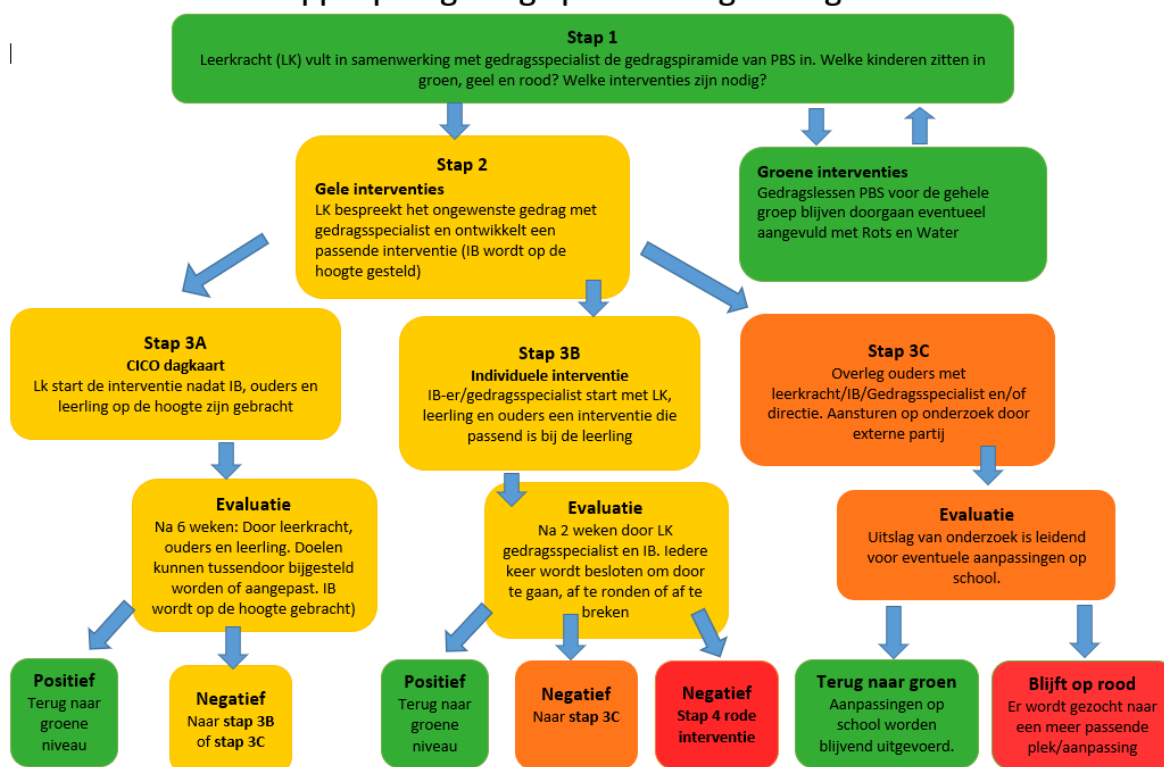 Stap 1
Leerkracht (LK) vult in samenwerking met gedragsspecialist de gedragspiramide van PBS in. Welke kinderen zitten in
groen, geel en rood? Welke interventies zijn nodig?
Stap 2
Gele interventies
LK bespreekt het ongewenste gedrag met
gedragsspecialist en ontwikkelt een
passende interventie (IB wordt op de
hoogte gesteld)
Groene interventies
Gedragslessen PBS voor de gehele
groep blijven doorgaan eventueel
aangevuld met Rots en Water
Stap 3A
CICO dagkaart
Lk start de interventie nadat IB, ouders en
leerling op de hoogte zijn gebracht
Stap 3B
Individuele interventie
IB-er/gedragsspecialist start met LK,
leerling en ouders een interventie die
passend is bij de leerling
Stap 3C
Overleg ouders met
leerkracht/IB/Gedragsspecialist en/of
directie. Aansturen op onderzoek door
externe partij
Evaluatie
Na 6 weken: Door leerkracht,
ouders en leerling. Doelen
kunnen tussendoor bijgesteld
worden of aangepast. IB
wordt op de hoogte gebracht)
Evaluatie
Na 2 weken door LK
gedragsspecialist en IB. Iedere
keer wordt besloten om door
te gaan, af te ronden of af te
breken
Evaluatie
Uitslag van onderzoek is leidend
voor eventuele aanpassingen op
school.
Positief
Terug naar
groene
niveau
Negatief
Naar stap 3B
of stap 3C
Positief
Terug naar
groene
niveau
Negatief
Naar stap 3C
Negatief
Stap 4 rode
interventie
Terug naar groen
Aanpassingen op
school worden
blijvend uitgevoerd.
Blijft op rood
Er wordt gezocht naar
een meer passende
plek/aanpassing